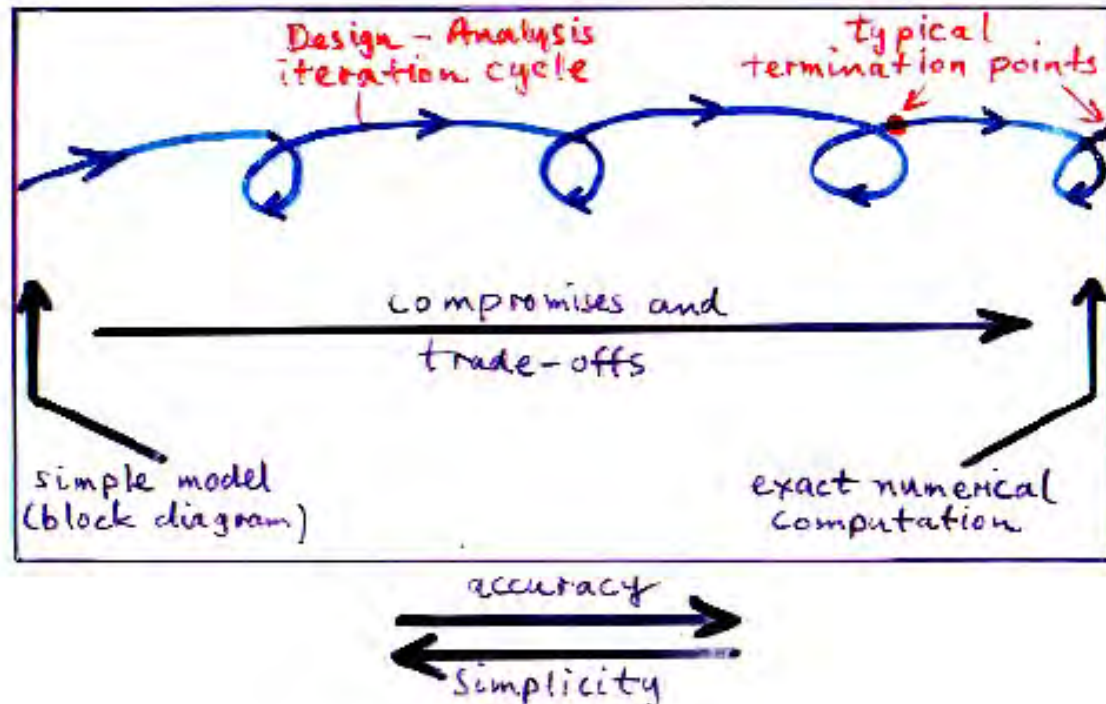 Design - Analysis
iteration cycle
typical
termination points
compromises and
trade-offs
simple model
(block diagram)
exact numerical
computation
accuracy
simplicity